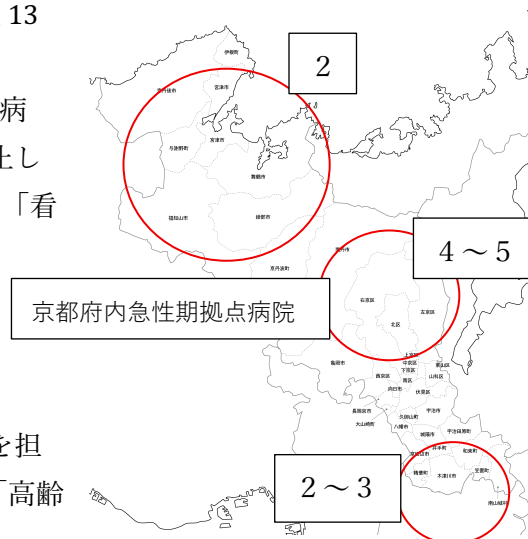 13
病
止し
「看
を担
「高齢
2
4～5
京都府内急性期拠点病院
2～3
伊根町
京丹後市
宮津市
宮津市
与謝野町
舞鶴市
福知山市
綾部市
京丹波町
南丹市
右京区
左京区
北区
上京区
中京区
東山区
下京区
亀岡市
西京区
南区
山科区
向日市
伏見区
長岡京市
大山崎町
久御山町
宇治市
八幡市
城陽市
宇治田原町
井手町
京田辺市
和束町
精華町
木津川市
笠置町
南山城村